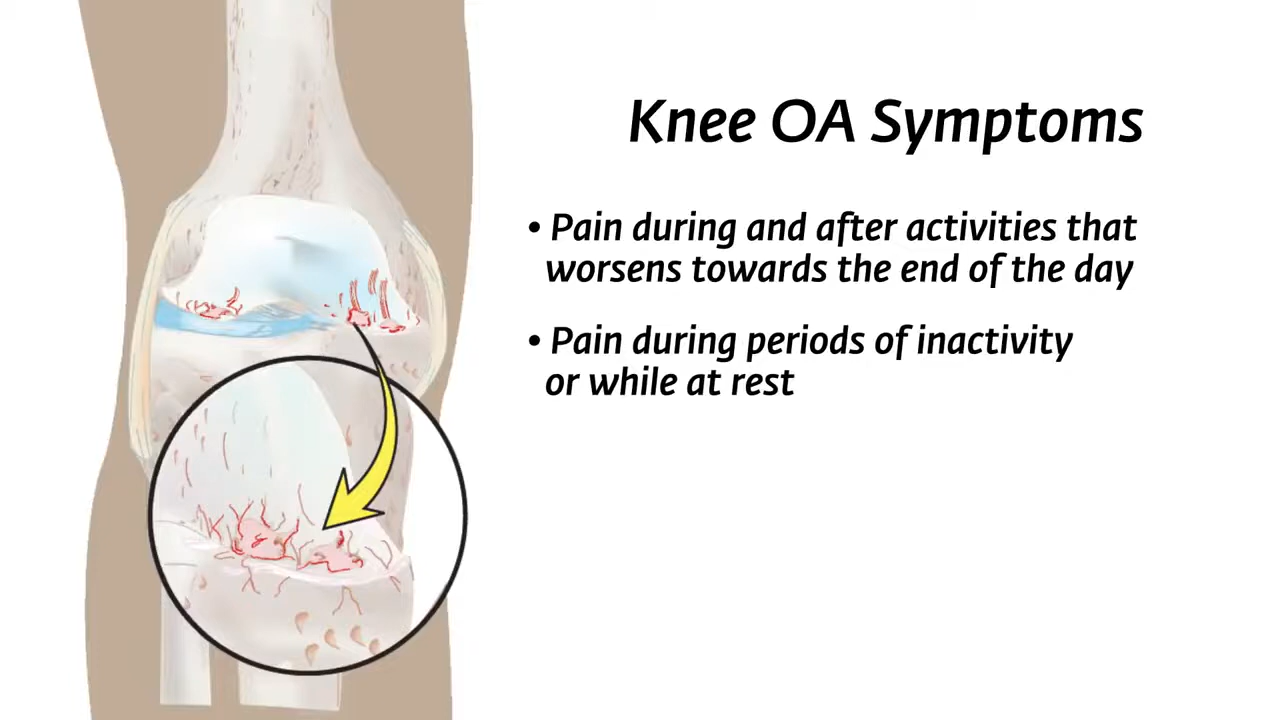 Knee OA Symptoms
• Pain during and after activities that
worsens towards the end of the day
• Pain during periods of inactivity
or while at rest